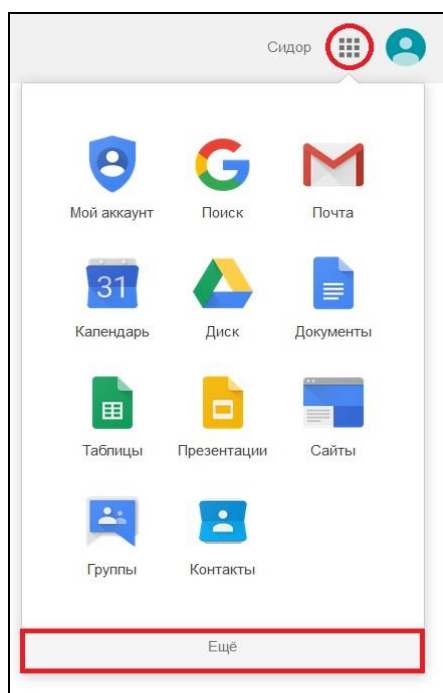 Сидор
Мой аккаунт Поиск Почта
31
Календарь Диск Документы
Таблицы Презентации Сайты
Группы Контакты
Ещё